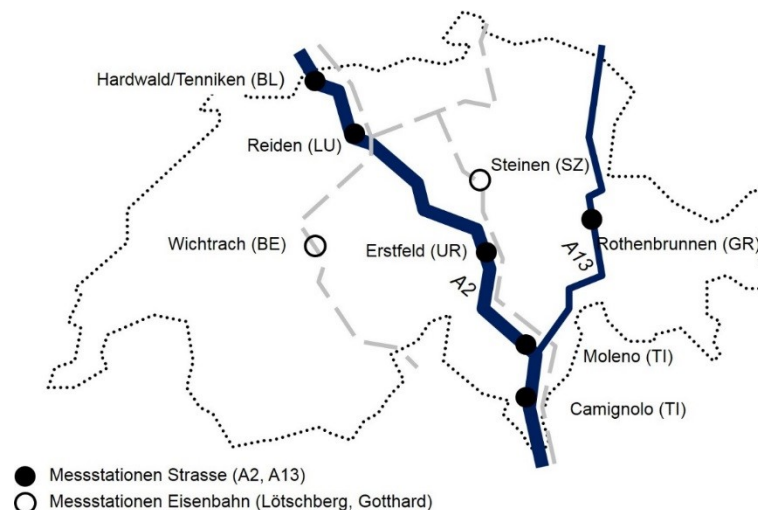 Hardwald/Tenniken (BL)
Reiden (LU)
Steinen (SZ)
Wichtrach (BE)
Erstfeld (UR)
Rothenbrunnen (GR)
A2
A13
Moleno (TI)
Camignolo (TI)
Messstationen Strasse (A2, A13)
Messstationen Eisenbahn (Lötschberg, Gotthard)